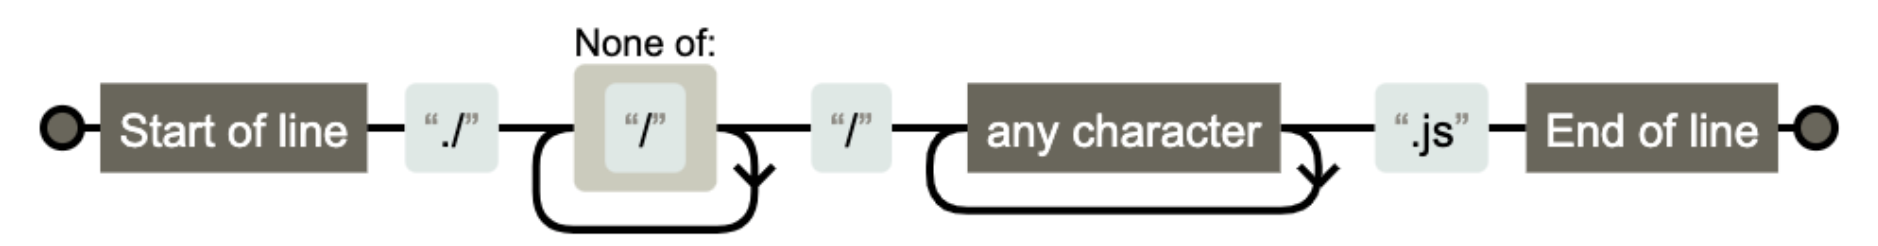 None of:
Start of line “./” “/” “/” any character “.js” End of line